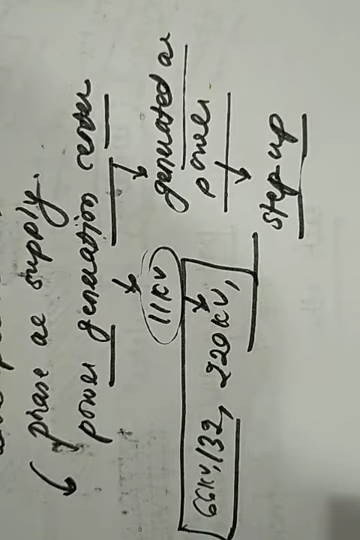 ↳ phase ac supply.
power generation center
generated ac
power
11KV
66KV, 132, 220KV,
step up